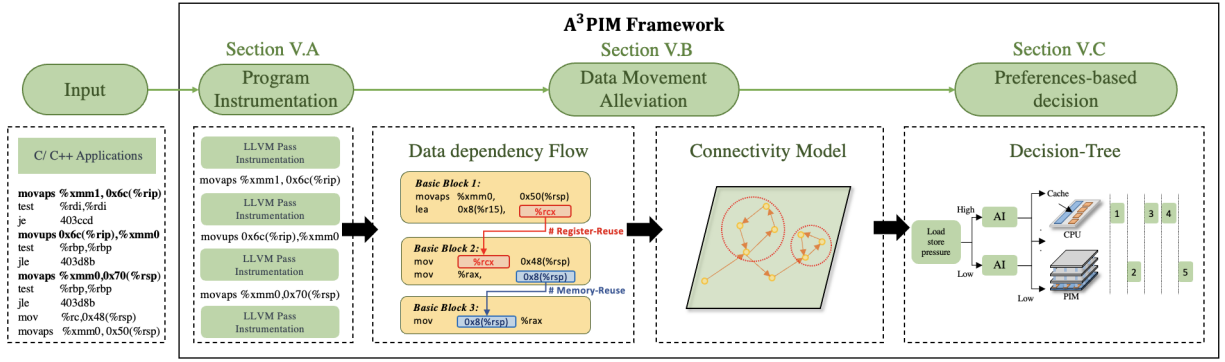 A³PIM Framework
Section V.A
Section V.B
Section V.C
Input
Program
Instrumentation
Data Movement
Alleviation
Preferences-based
decision
C/ C++ Applications
movaps %xmm1, 0x6c(%rip)
test %rdi,%rdi
je 403ccd
movups 0x6c(%rip),%xmm0
test %rbp,%rbp
jle 403d8b
movaps %xmm0,0x70(%rsp)
test %rbp,%rbp
jle 403d8b
mov %rc,0x48(%rsp)
movaps %xmm0, 0x50(%rsp)
LLVM Pass
Instrumentation
movaps %xmm1, 0x6c(%rip)
LLVM Pass
Instrumentation
movups 0x6c(%rip),%xmm0
LLVM Pass
Instrumentation
movaps %xmm0,0x70(%rsp)
LLVM Pass
Instrumentation
Data dependency Flow
Basic Block 1:
movaps %xmm0, 0x50(%rsp)
lea 0x8(%r15), %rcx
# Register-Reuse
Basic Block 2:
mov %rcx 0x48(%rsp)
mov %rax, 0x8(%rsp)
# Memory-Reuse
Basic Block 3:
mov 0x8(%rsp) %rax
Connectivity Model
Decision-Tree
Load
store
pressure
High
Low
AI
AI
Cache
CPU
Low
PIM
1
3
4
2
5